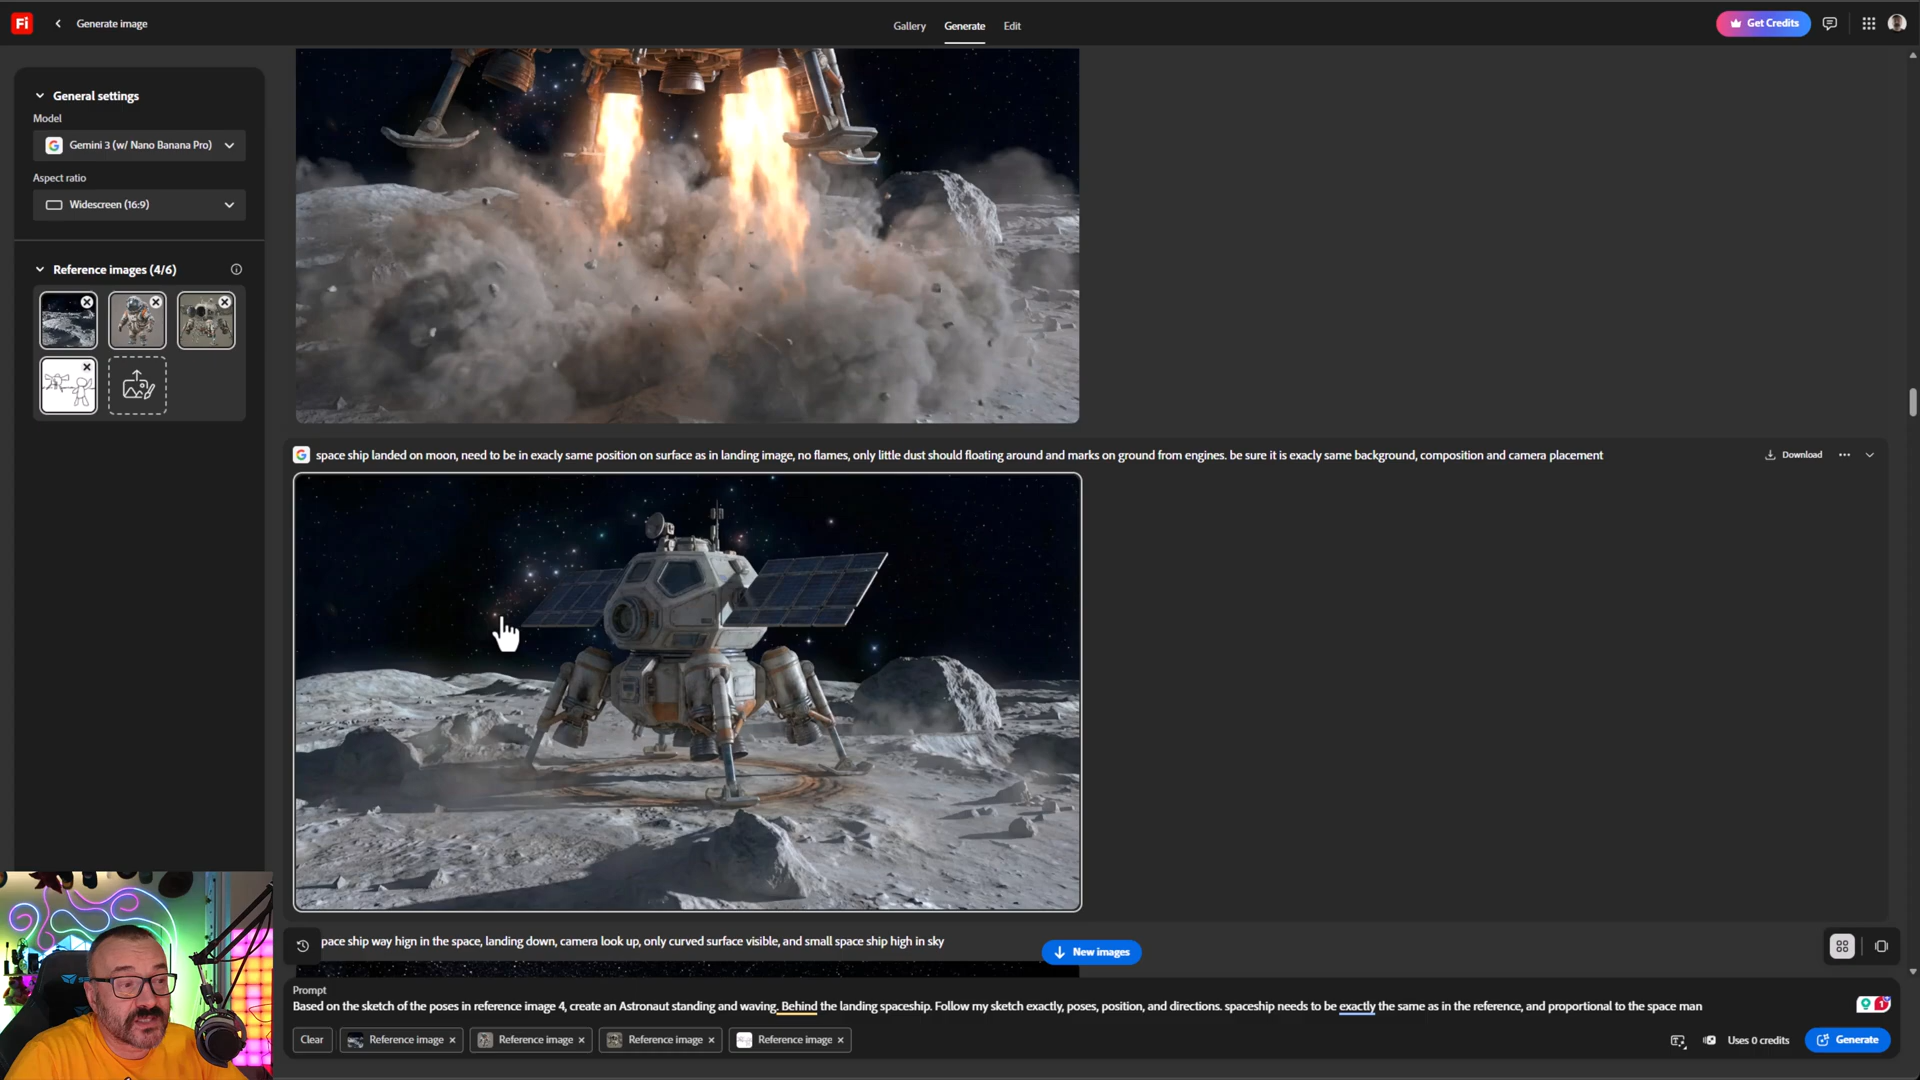 Fi
Generate image
Gallery
Generate
Edit
Get Credits
General settings
Model
Gemini 3 (w/ Nano Banana Pro)
Aspect ratio
Widescreen (16:9)
Reference images (4/6)
space ship landed on moon, need to be in exacly same position on surface as in landing image, no flames, only little dust should floating around and marks on ground from engines. be sure it is exacly same background, composition and camera placement
Download
pace ship way hign in the space, landing down, camera look up, only curved surface visible, and small space ship high in sky
New images
Prompt
Based on the sketch of the poses in reference image 4, create an Astronaut standing and waving. Behind the landing spaceship. Follow my sketch exactly, poses, position, and directions. spaceship needs to be exactly the same as in the reference, and proportional to the space man
1
Clear
Reference image
Reference image
Reference image
Reference image
Uses 0 credits
Generate